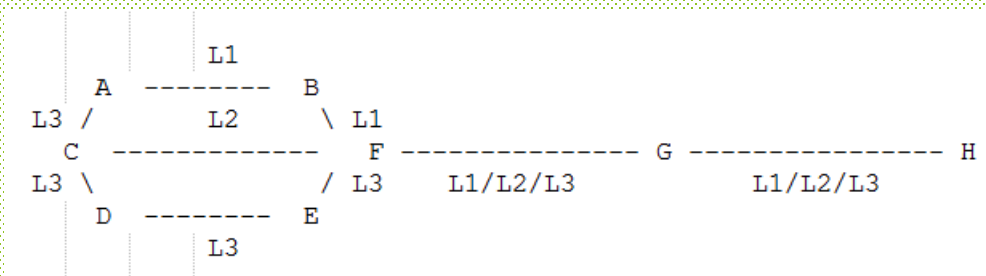 L1
A -------- B
L3 / L2 \ L1
C ------------- F --------------- G ---------------- H
L3 \ / L3 L1/L2/L3 L1/L2/L3
D -------- E
L3